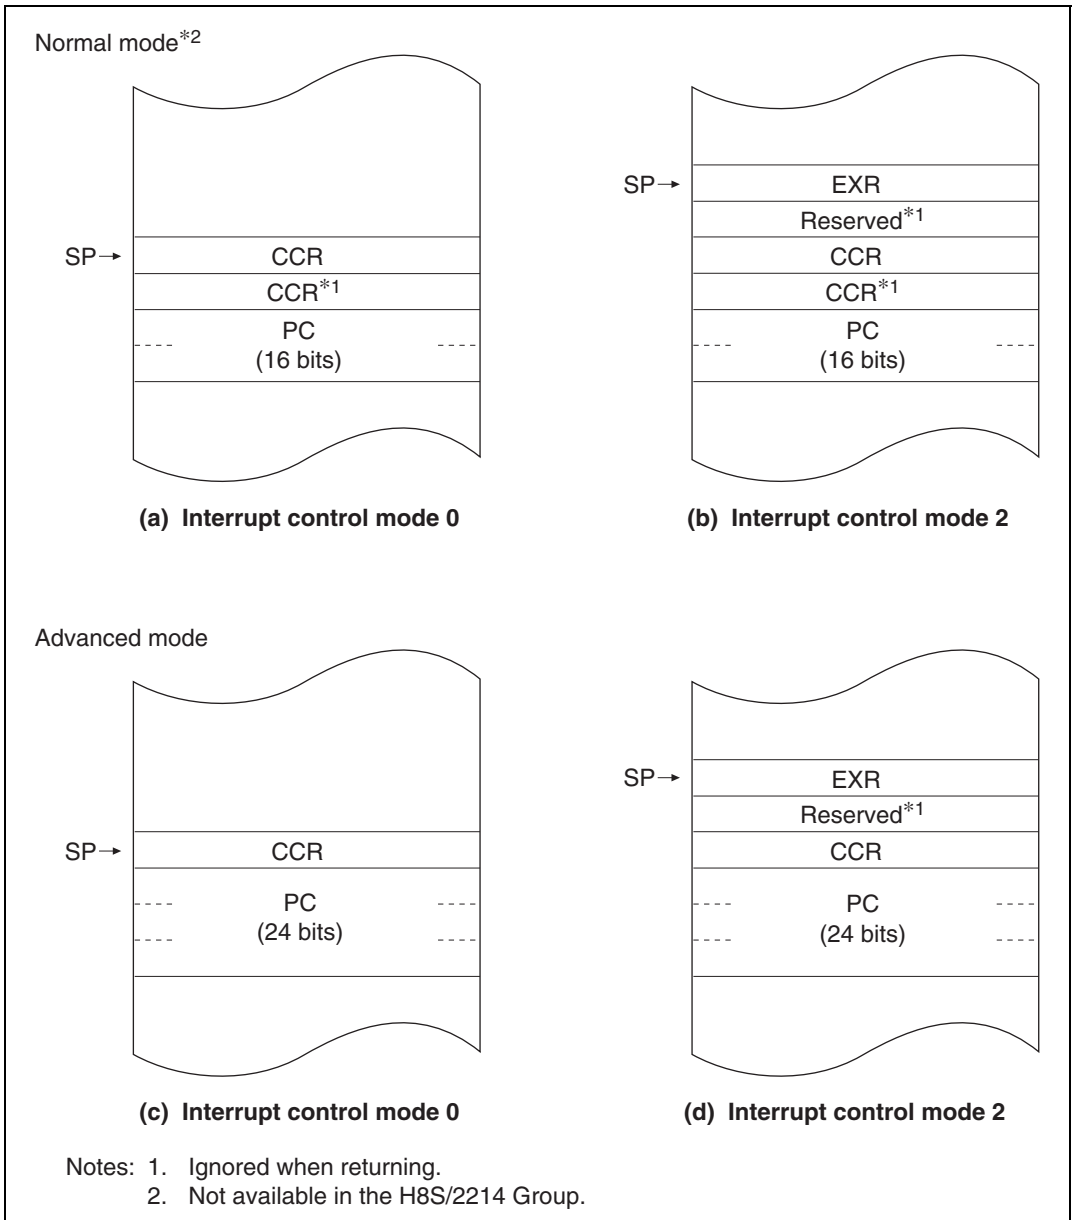 Normal mode*2
SP→ CCR
CCR*1
PC
(16 bits)
(a) Interrupt control mode 0
SP→ EXR
Reserved*1
CCR
CCR*1
PC
(16 bits)
(b) Interrupt control mode 2
Advanced mode
SP→ CCR
PC
(24 bits)
(c) Interrupt control mode 0
SP→ EXR
Reserved*1
CCR
PC
(24 bits)
(d) Interrupt control mode 2
Notes: 1. Ignored when returning.
2. Not available in the H8S/2214 Group.